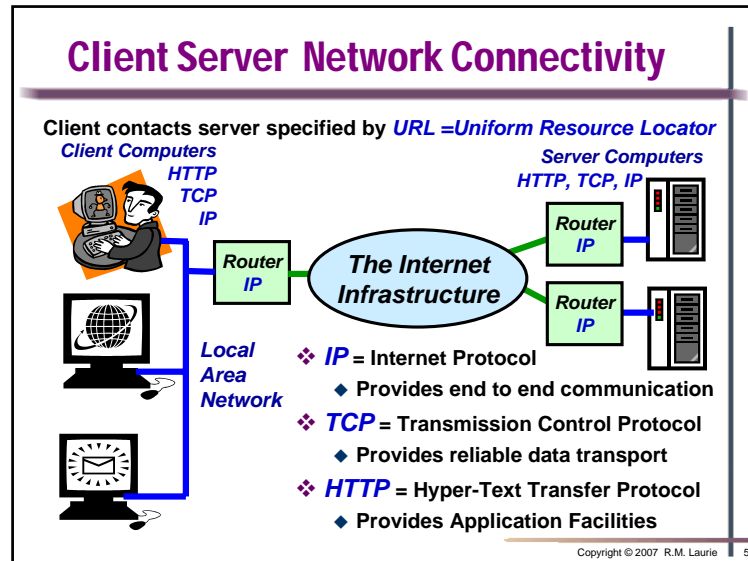 Client Server Network Connectivity
Client contacts server specified by URL =Uniform Resource Locator
Client Computers
HTTP
TCP
IP
Server Computers
HTTP, TCP, IP
Router
IP
The Internet
Infrastructure
Router
IP
Router
IP
Local
Area
Network
❖ IP = Internet Protocol
◆ Provides end to end communication
❖ TCP = Transmission Control Protocol
◆ Provides reliable data transport
❖ HTTP = Hyper-Text Transfer Protocol
◆ Provides Application Facilities
Copyright © 2007 R.M. Laurie 5